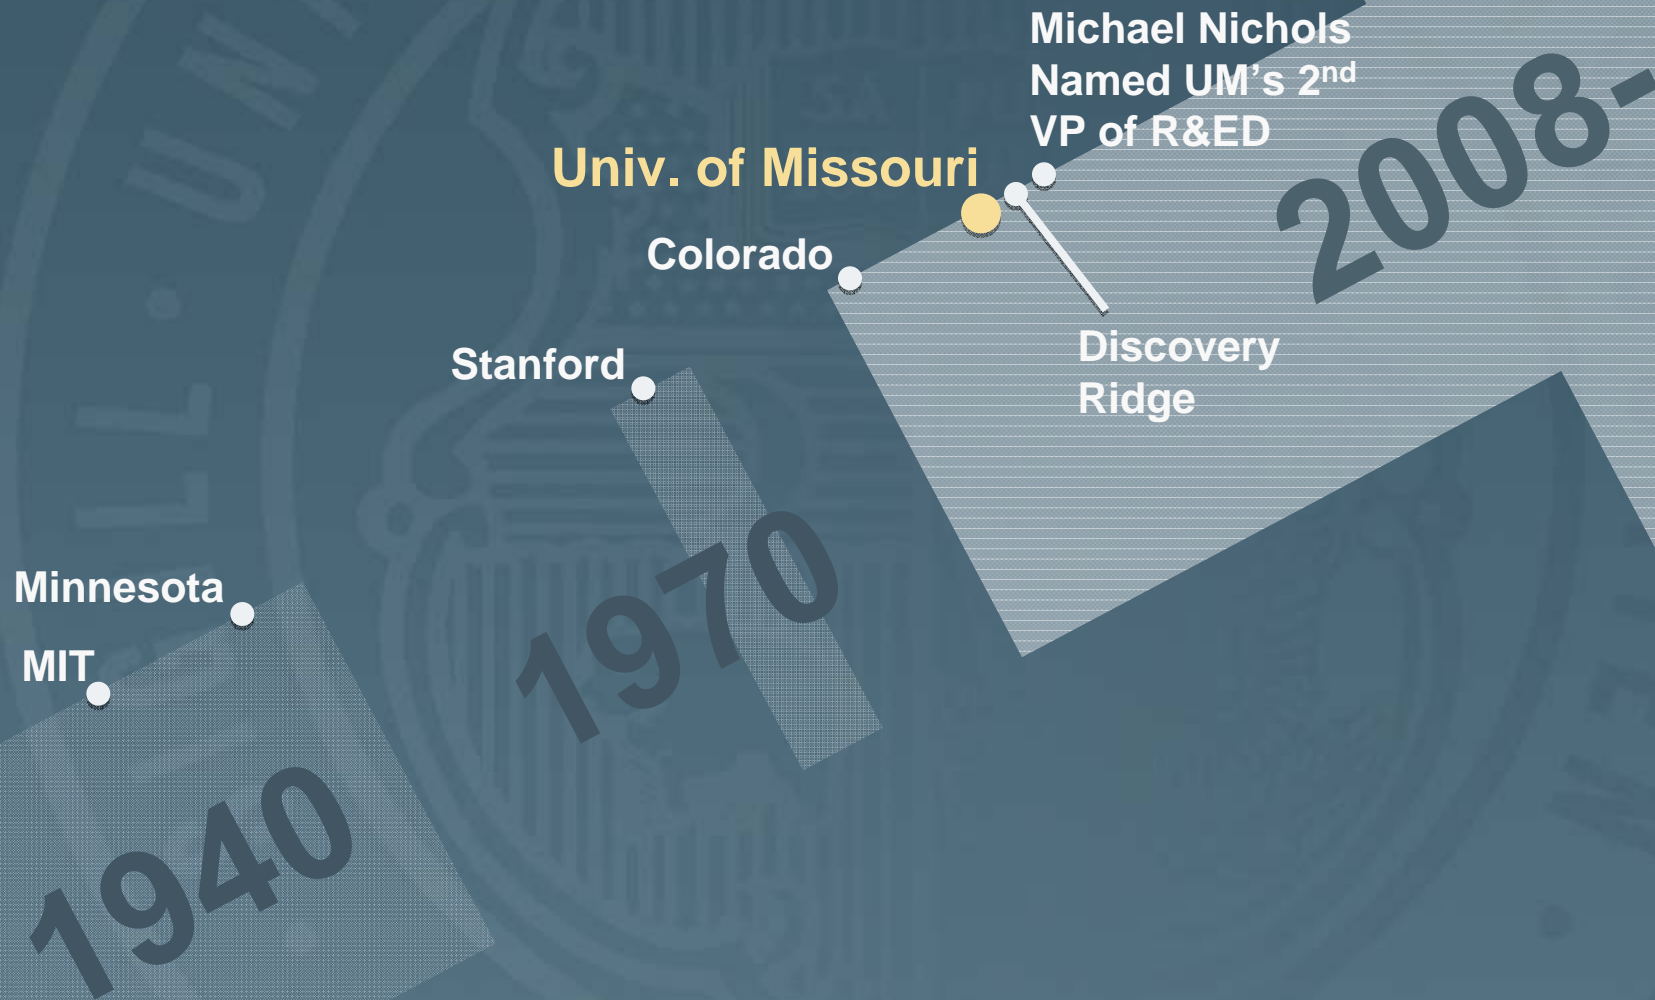 Michael Nichols
Named UM's 2nd
VP of R&ED
2008-
Univ. of Missouri
Colorado
Discovery
Ridge
Stanford
1970
Minnesota
MIT
1940